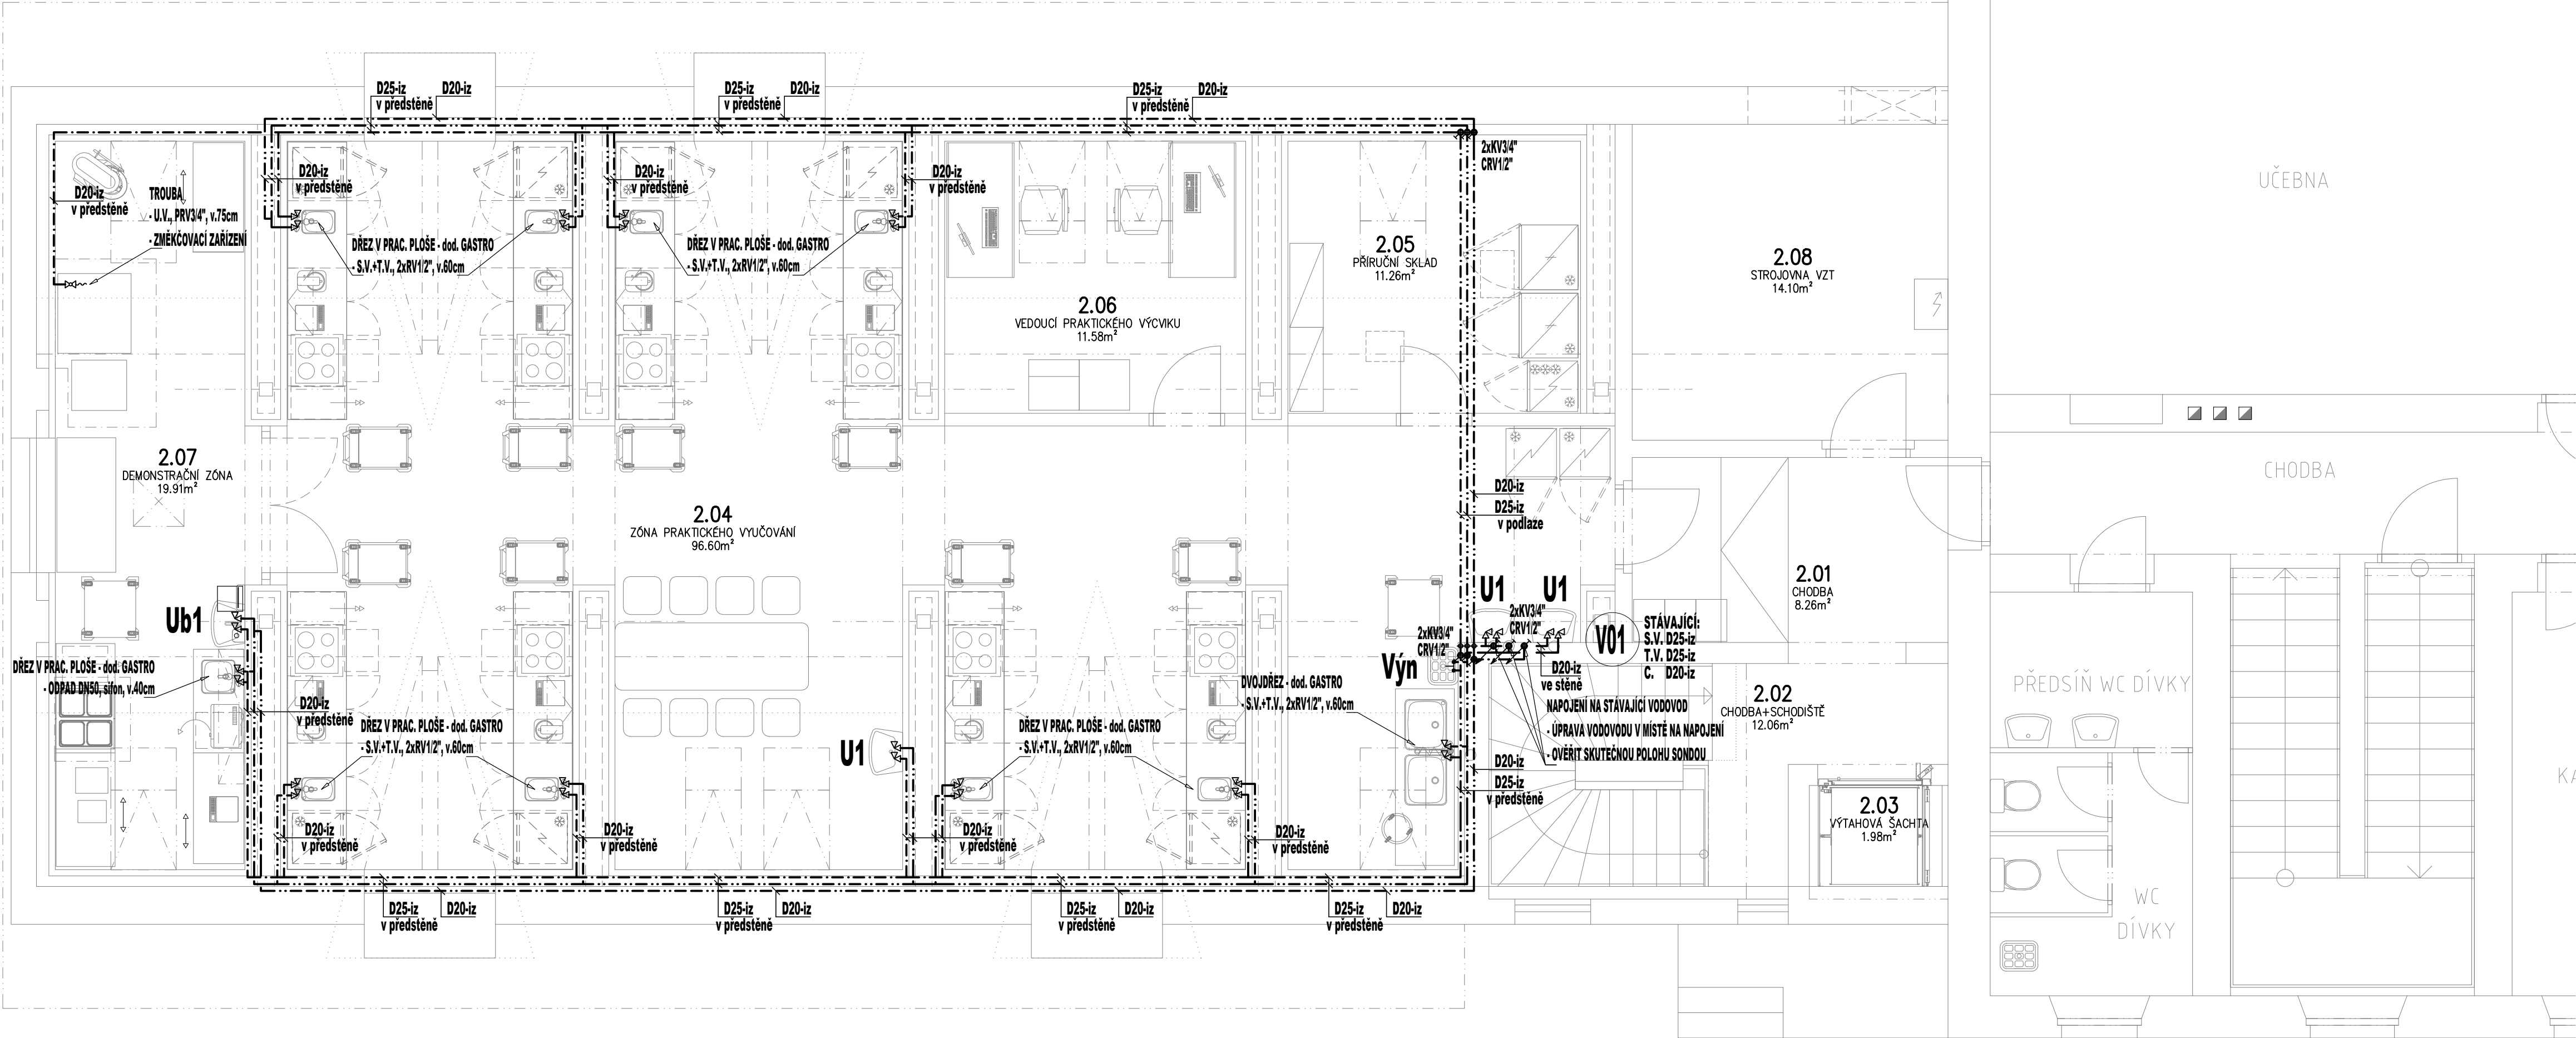 D25-iz
v předstěně
D20-iz
D25-iz
v předstěně
D20-iz
D25-iz
v předstěně
D20-iz
2xKV3/4"
CRV1/2"
D20-iz
v předstěně
TROUBA
- U.V., PRV3/4", v.75cm
- ZMĚKČOVACÍ ZAŘÍZENÍ
D20-iz
v předstěně
D20-iz
v předstěně
D20-iz
v předstěně
DŘEZ V PRAC. PLOŠE - dod. GASTRO
- S.V.+T.V., 2xRV1/2", v.60cm
DŘEZ V PRAC. PLOŠE - dod. GASTRO
- S.V.+T.V., 2xRV1/2", v.60cm
2.05
PŘÍRUČNÍ SKLAD
11.26m²
2.06
VEDOUCÍ PRAKTICKÉHO VÝCVIKU
11.58m²
2.08
STROJOVNA VZT
14.10m²
UČEBNA
CHODBA
2.07
DEMONSTRAČNÍ ZÓNA
19.91m²
2.04
ZÓNA PRAKTICKÉHO VYUČOVÁNÍ
96.60m²
D20-iz
D25-iz
v podlaze
2.01
CHODBA
8.26m²
U1
U1
2xKV3/4"
CRV1/2"
2xKV3/4"
CRV1/2"
V01
STÁVAJÍCÍ:
S.V. D25-iz
T.V. D25-iz
C. D20-iz
D20-iz
ve stěně
Ub1
DŘEZ V PRAC. PLOŠE - dod. GASTRO
- ODPAD DN50, sifon, v.40cm
D20-iz
v předstěně
Výn
DVOJDŘEZ - dod. GASTRO
- S.V.+T.V., 2xRV1/2", v.60cm
NAPOJENÍ NA STÁVAJÍCÍ VODOVOD
- ÚPRAVA VODOVODU V MÍSTĚ NA NAPOJENÍ
- OVĚŘIT SKUTEČNOU POLOHU SONDOU
2.02
CHODBA+SCHODIŠTĚ
12.06m²
PŘEDSÍŇ WC DÍVKY
DŘEZ V PRAC. PLOŠE - dod. GASTRO
- S.V.+T.V., 2xRV1/2", v.60cm
U1
DŘEZ V PRAC. PLOŠE - dod. GASTRO
- S.V.+T.V., 2xRV1/2", v.60cm
D20-iz
D25-iz
v předstěně
2.03
VÝTAHOVÁ ŠACHTA
1.98m²
KA
D20-iz
v předstěně
D20-iz
v předstěně
D20-iz
v předstěně
D20-iz
v předstěně
WC
DÍVKY
D25-iz
v předstěně
D20-iz
D25-iz
v předstěně
D20-iz
D25-iz
v předstěně
D20-iz
D25-iz
v předstěně
D20-iz